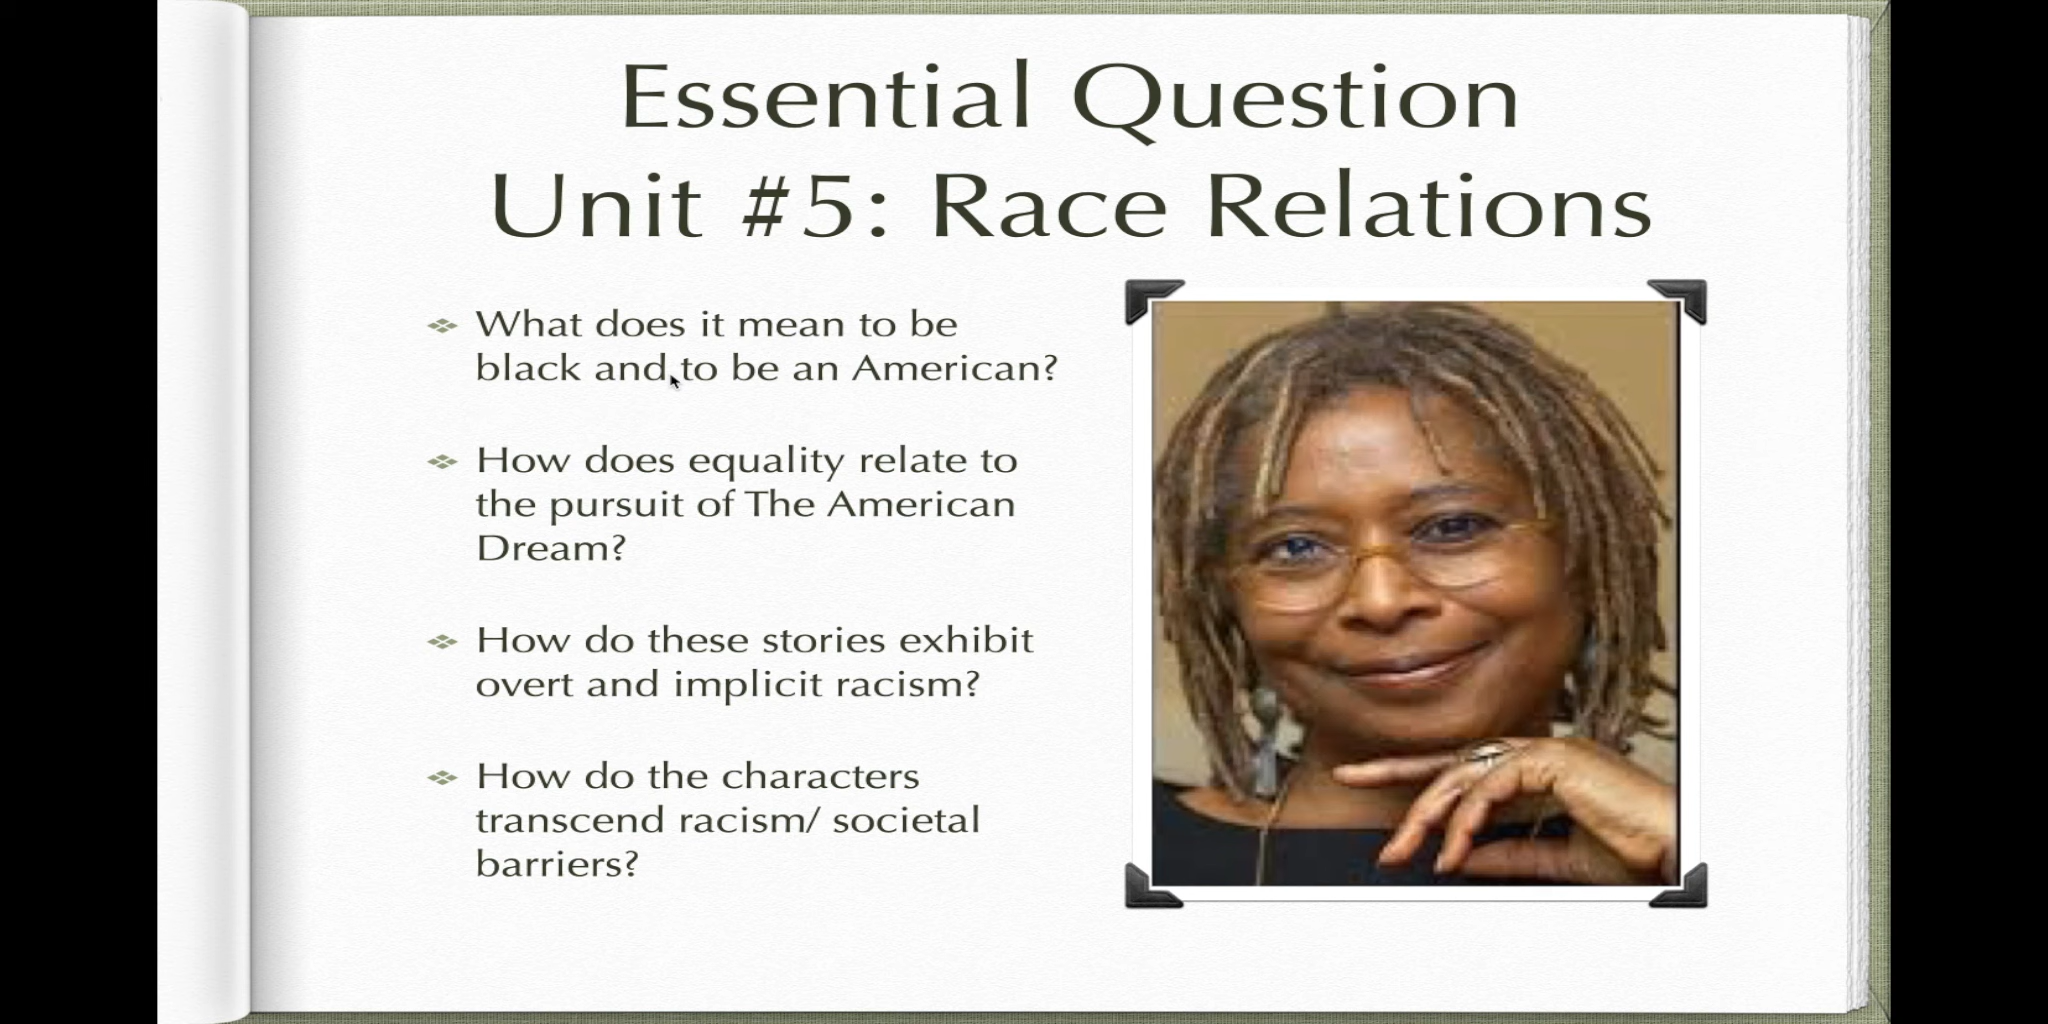 Essential Question
Unit #5: Race Relations
What does it mean to be
black and to be an American?
How does equality relate to
the pursuit of The American
Dream?
How do these stories exhibit
overt and implicit racism?
How do the characters
transcend racism/ societal
barriers?